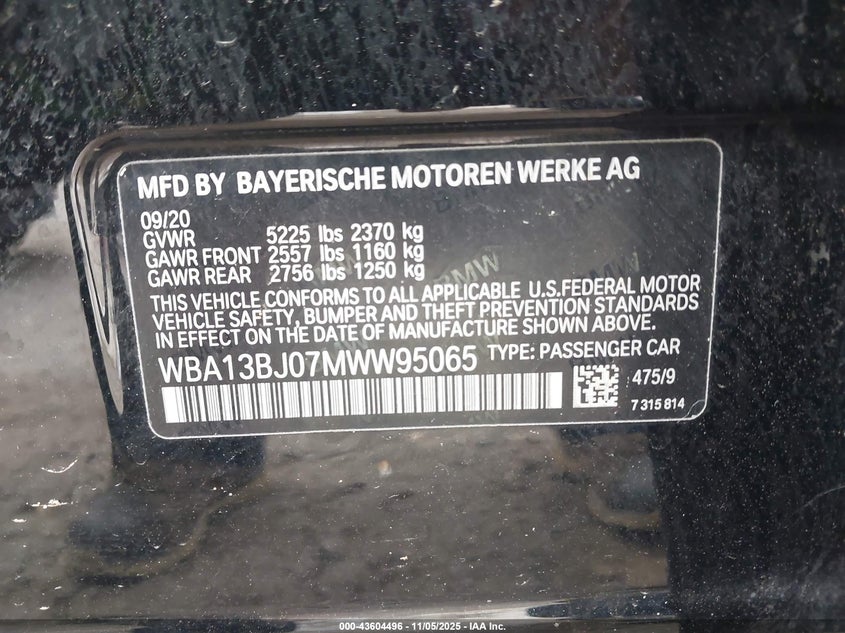 MFD BY BAYERISCHE MOTOREN WERKE AG
09/20
GVWR 5225 lbs 2370 kg
GAWR FRONT 2557 lbs 1160 kg
GAWR REAR 2756 lbs 1250 kg
THIS VEHICLE CONFORMS TO ALL APPLICABLE U.S.FEDERAL MOTOR
VEHICLE SAFETY, BUMPER AND THEFT PREVENTION STANDARDS
IN EFFECT ON THE DATE OF MANUFACTURE SHOWN ABOVE.
WBA13BJ07MWW95065 TYPE: PASSENGER CAR
475/9
7 315 814
BMW
000-43604496 - 11/05/2025 - IAA Inc.